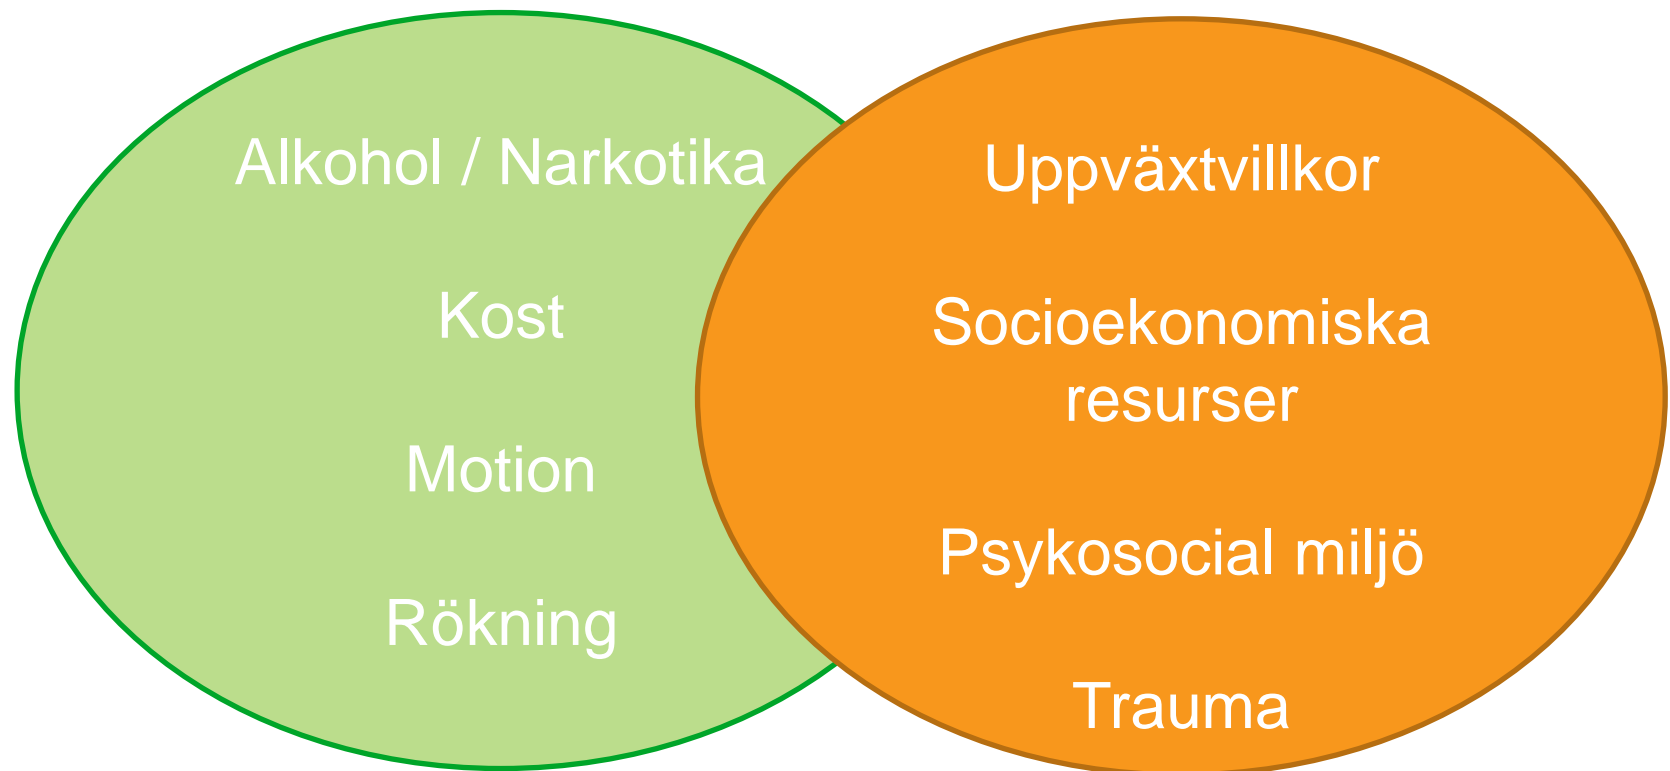 Alkohol / Narkotika
Kost
Motion
Rökning
Uppväxtvillkor
Socioekonomiska
resurser
Psykosocial miljö
Trauma